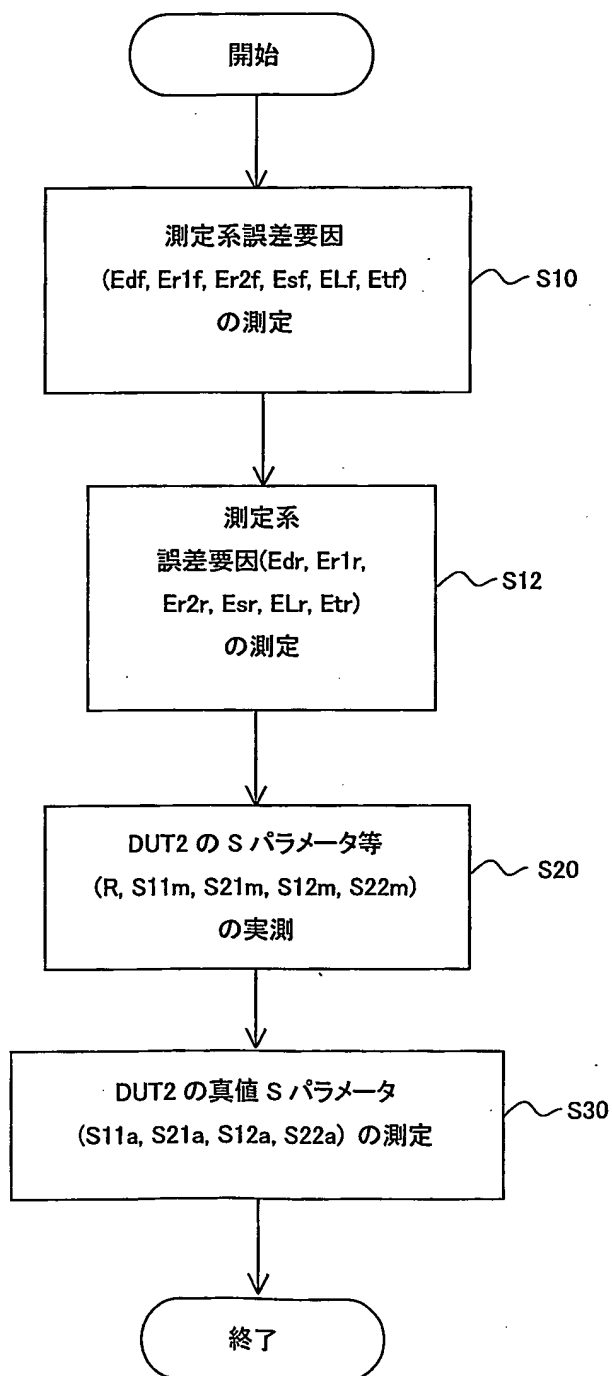 開始
測定系誤差要因
(Edf, Er1f, Er2f, Esf, ELf, Etf)
の測定
S10
測定系
誤差要因(Edr, Er1r,
Er2r, Esr, ELr, Etr)
の測定
S12
DUT2 の S パラメータ等
(R, S11m, S21m, S12m, S22m)
の実測
S20
DUT2 の真値 S パラメータ
(S11a, S21a, S12a, S22a) の測定
S30
終了